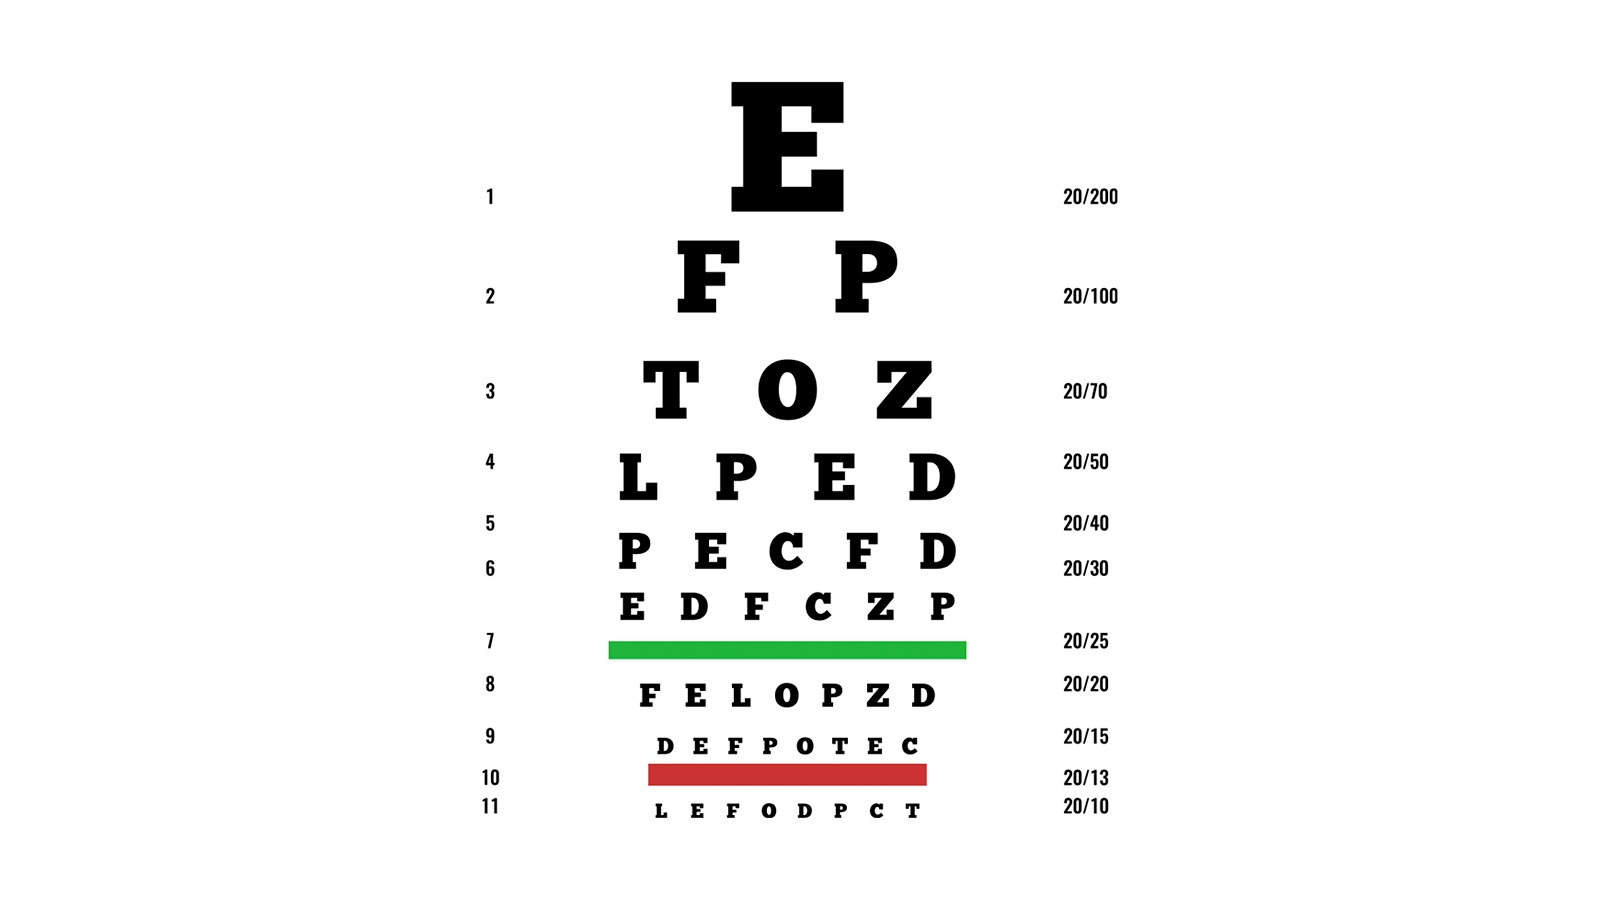 E
1 20/200
F P
2 20/100
T O Z
3 20/70
4 L P E D 20/50
5 20/40
P E C F D
6 20/30
E D F C Z P
7 20/25
8 F E L O P Z D 20/20
9 D E F P O T E C 20/15
10 20/13
11 L E F O D P C T 20/10